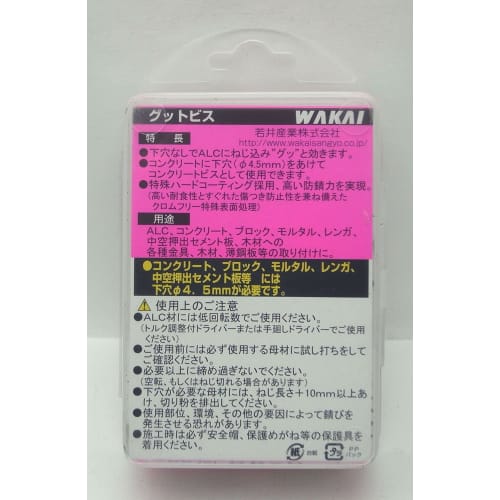 グットビス WAKAI
特長
若井産業株式会社
http://www.wakaisangyo.co.jp/
●下穴なしでALCにねじ込み“グッ”と効きます。
●コンクリートに下穴(φ4.5mm)をあけて
コンクリートビスとして使用できます。
●特殊ハードコーティング採用、高い防錆力を実現。
(高い耐食性とすぐれた傷つき防止性を兼ね備えた
クロムフリー特殊表面処理)
用途
ALC、コンクリート、ブロック、モルタル、レンガ、
中空押出セメント板、木材への
各種金具、木材、薄鋼板等の取り付けに。
●コンクリート、ブロック、モルタル、レンガ、
中空押出セメント板等 には
下穴φ4.5mmが必要です。
使用上のご注意
●ALC材には低回転数でご使用ください。
(トルク調整付ドライバーまたは手廻しドライバーでご使用
ください)
●ご使用前には必ず使用する母材に試し打ちをして
ご確認ください。
●必要以上に締め過ぎないでください。
(空転、もしくはねじ切れる場合があります)
●下穴が必要な母材には、ねじ長さ+10mm以上あ
け、切り粉を排出してください。
●使用部位、環境、その他の要因によって錆びを
発生させる恐れがあります。
●施工時は必ず安全帽、保護めがね等の保護具を
着用ください。
紙 台紙 プラ PP パック